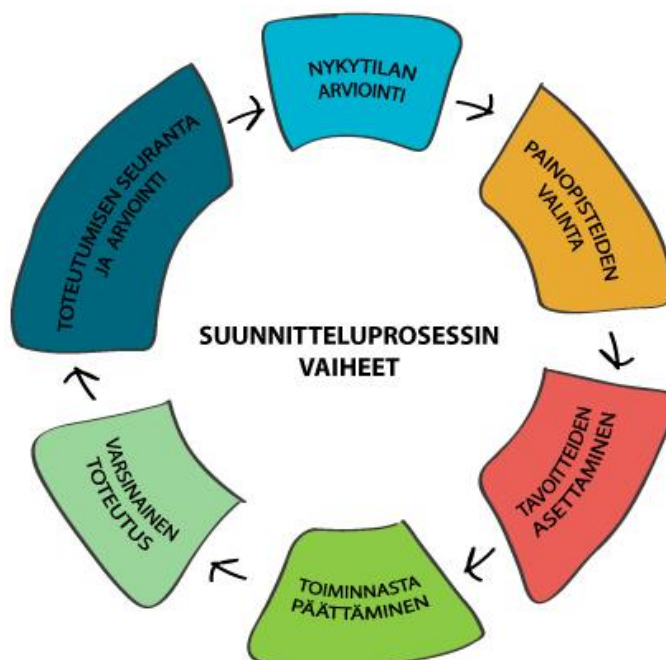 NYKYTILAN
ARVIOINTI
PAINOPISTEIDEN
VALINTA
TAVOITTEIDEN
ASETTAMINEN
TOIMINNASTA
PÄÄTTÄMINEN
VARSINAINEN
TOTEUTUS
TOTEUTUMISEN SEURANTA
JA ARVIOINTI
SUUNNITTELUPROSESSIN
VAIHEET